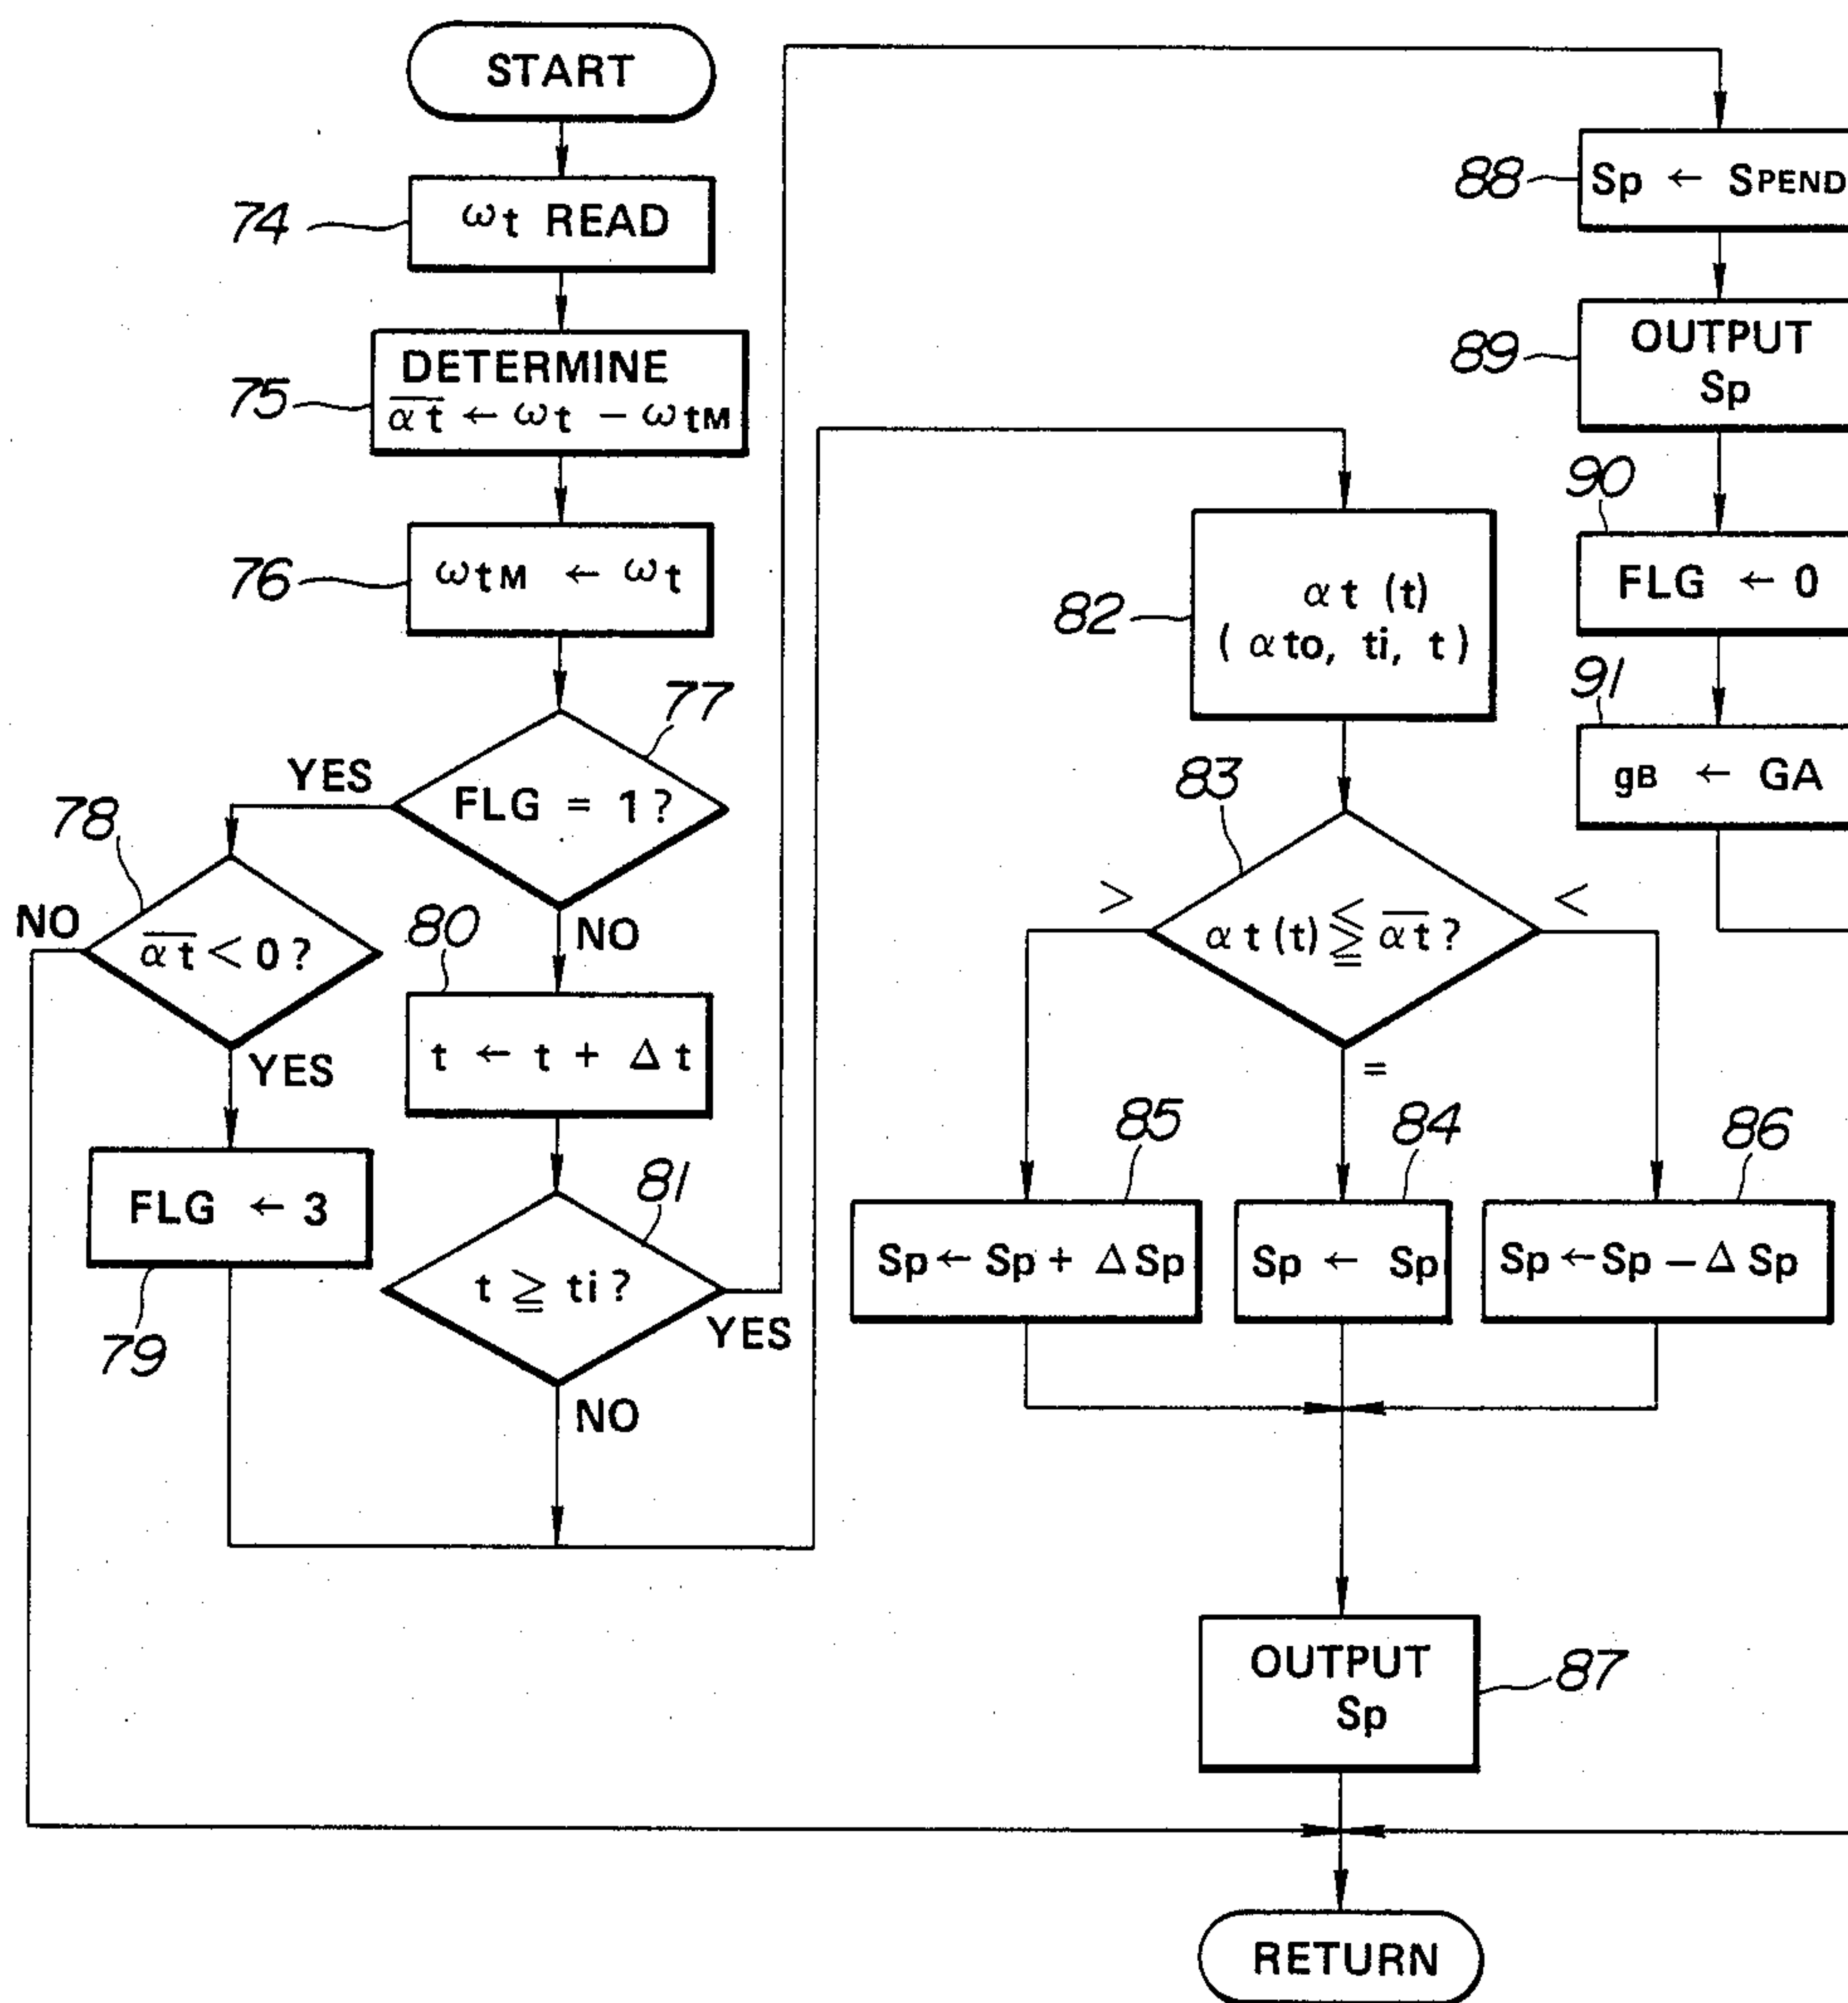 START
74
ωt READ
75
DETERMINE
α̅t̅ ← ωt − ωtM
76
ωtM ← ωt
77
FLG = 1?
YES
NO
78
α̅t̅ < 0?
NO
YES
79
FLG ← 3
80
t ← t + Δt
81
t ≧ ti?
YES
NO
82
αt (t)
(αto, ti, t)
83
αt(t) ⪋ α̅t̅?
>
<
=
85
Sp ← Sp + ΔSp
84
Sp ← Sp
86
Sp ← Sp − ΔSp
87
OUTPUT
Sp
88
Sp ← SPEND
89
OUTPUT
Sp
90
FLG ← 0
91
gB ← GA
RETURN